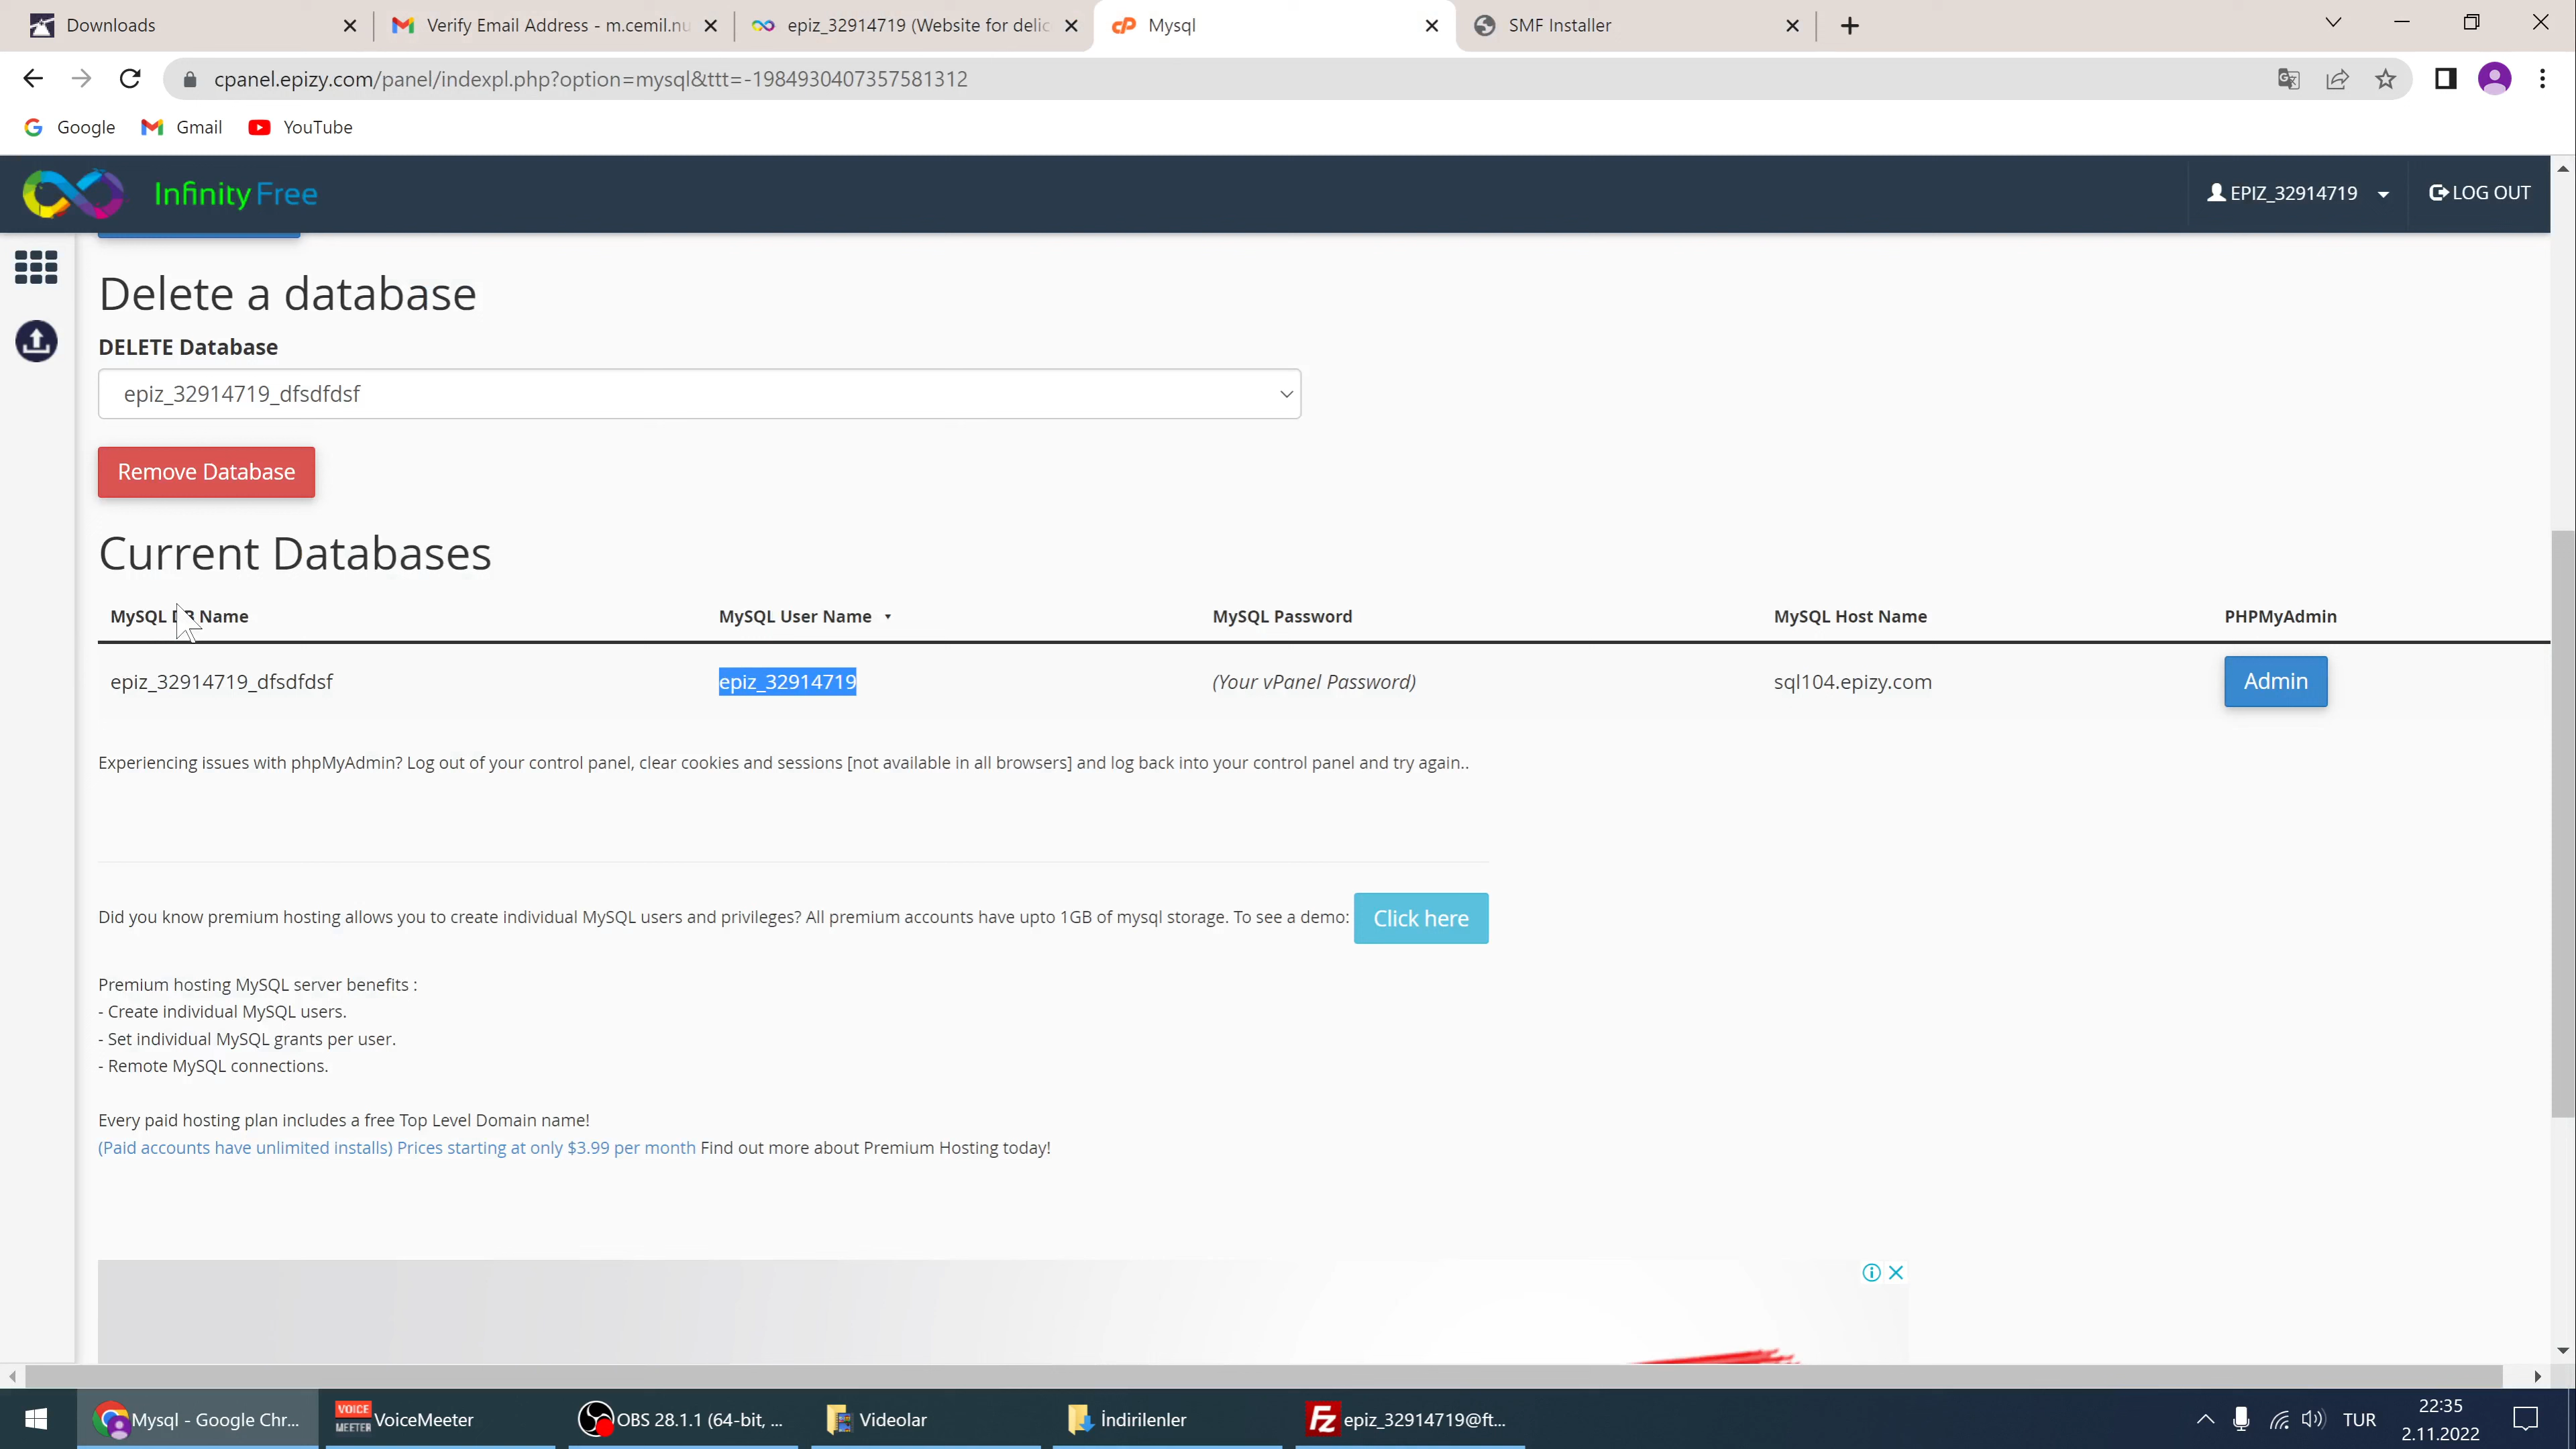 Downloads
Verify Email Address - m.cemil.nu
epiz_32914719 (Website for delic
Mysql
SMF Installer
cpanel.epizy.com/panel/indexpl.php?option=mysql&ttt=-1984930407357581312
Google
Gmail
YouTube
InfinityFree
EPIZ_32914719
LOG OUT
Delete a database
DELETE Database
epiz_32914719_dfsdfdsf
Remove Database
Current Databases
MySQL DB Name
MySQL User Name
MySQL Password
MySQL Host Name
PHPMyAdmin
epiz_32914719_dfsdfdsf
epiz_32914719
(Your vPanel Password)
sql104.epizy.com
Admin
Experiencing issues with phpMyAdmin? Log out of your control panel, clear cookies and sessions [not available in all browsers] and log back into your control panel and try again..
Did you know premium hosting allows you to create individual MySQL users and privileges? All premium accounts have upto 1GB of mysql storage. To see a demo:
Click here
Premium hosting MySQL server benefits :
- Create individual MySQL users.
- Set individual MySQL grants per user.
- Remote MySQL connections.
Every paid hosting plan includes a free Top Level Domain name!
(Paid accounts have unlimited installs) Prices starting at only $3.99 per month Find out more about Premium Hosting today!
Mysql - Google Chr...
VOICE MEETER
VoiceMeeter
OBS 28.1.1 (64-bit, ...
Videolar
İndirilenler
epiz_32914719@ft...
TUR
22:35
2.11.2022